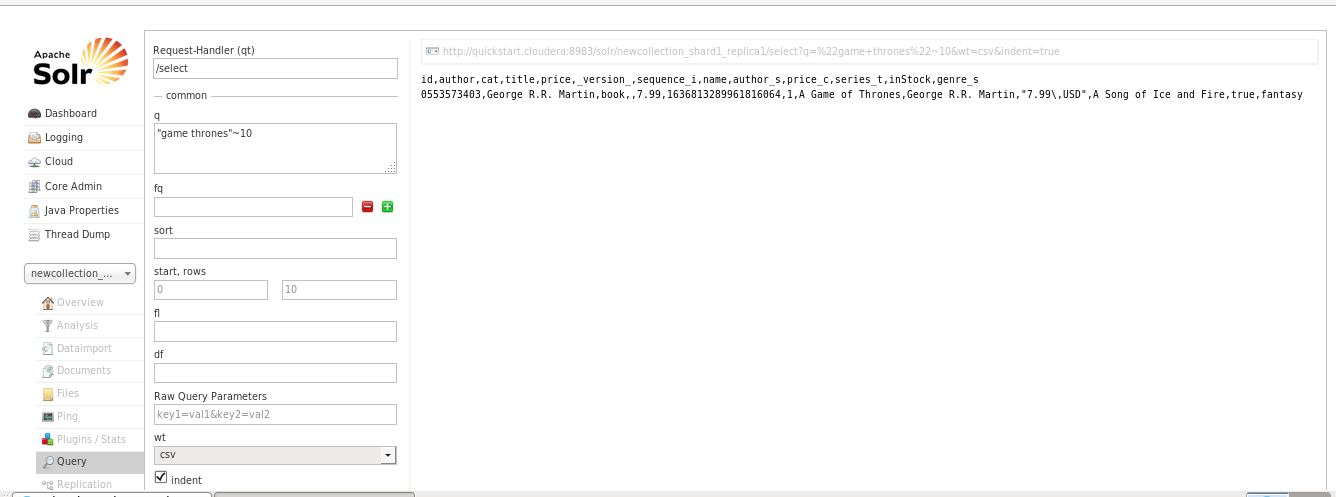 Apache
Solr
Dashboard
Logging
Cloud
Core Admin
Java Properties
Thread Dump
newcollection_...
Overview
Analysis
Dataimport
Documents
Files
Ping
Plugins / Stats
Query
Replication
Request-Handler (qt)
/select
common
q
"game thrones"~10
fq
sort
start, rows
0 10
fl
df
Raw Query Parameters
key1=val1&key2=val2
wt
csv
indent
http://quickstart.cloudera:8983/solr/newcollection_shard1_replica1/select?q=%22game+thrones%22~10&wt=csv&indent=true
id,author,cat,title,price,_version_,sequence_i,name,author_s,price_c,series_t,inStock,genre_s
0553573403,George R.R. Martin,book,,7.99,1636813289961816064,1,A Game of Thrones,George R.R. Martin,"7.99\,USD",A Song of Ice and Fire,true,fantasy